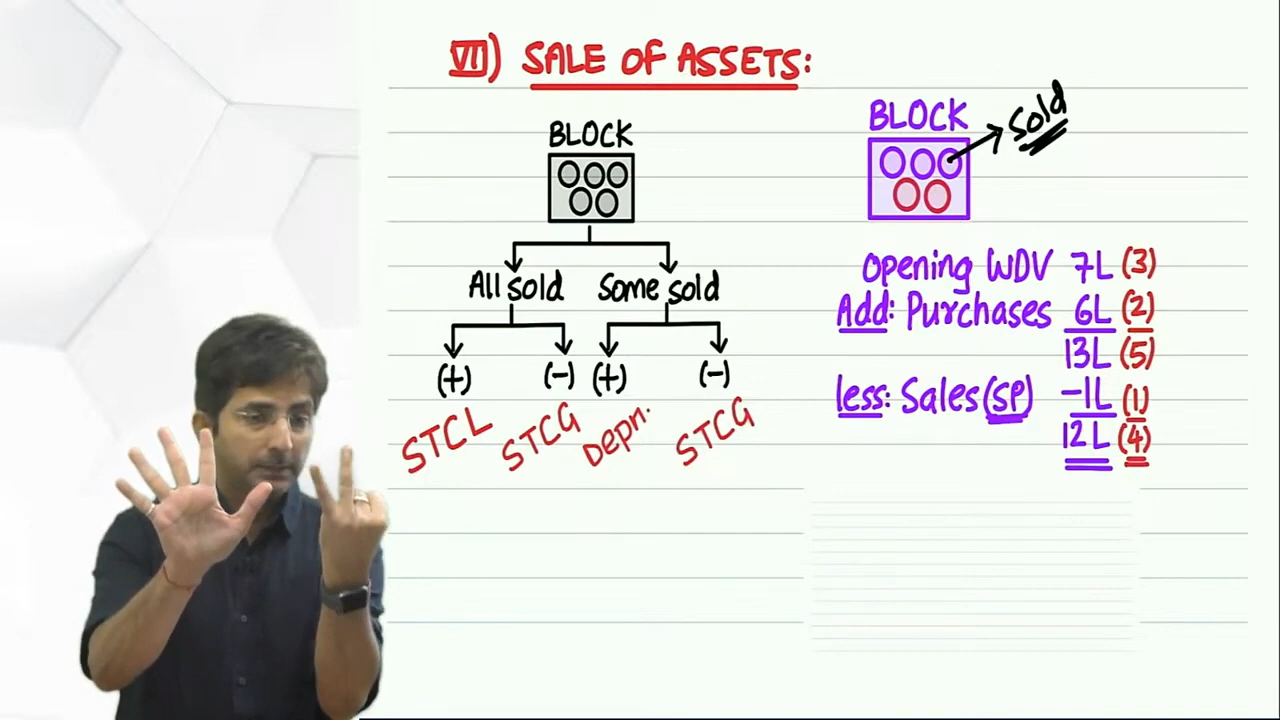 VI) SALE OF ASSETS:
BLOCK
All sold Some sold
(+) (-) (+) (-)
STCL STCG Depn. STCG
BLOCK
Sold
Opening WDV 7L (3)
Add: Purchases 6L (2)
13L (5)
less: Sales (SP) -1L (1)
12L (4)